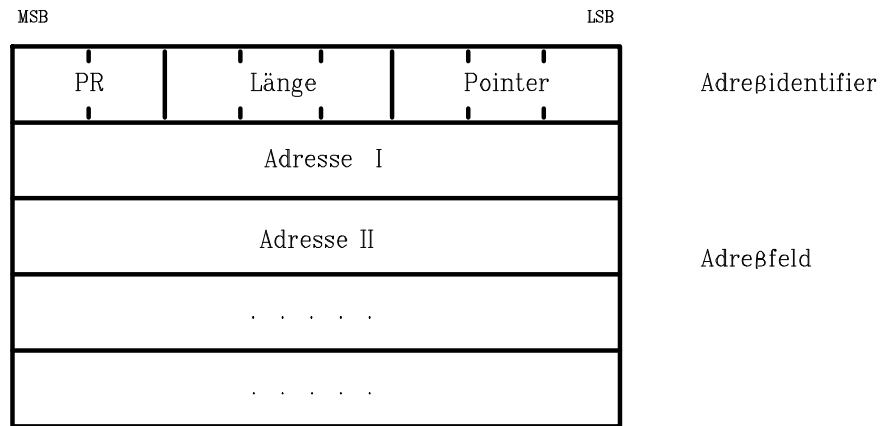 MSB LSB
PR Länge Pointer Adreßidentifier
Adresse I
Adresse II
Adreßfeld
. . . . .
. . . . .